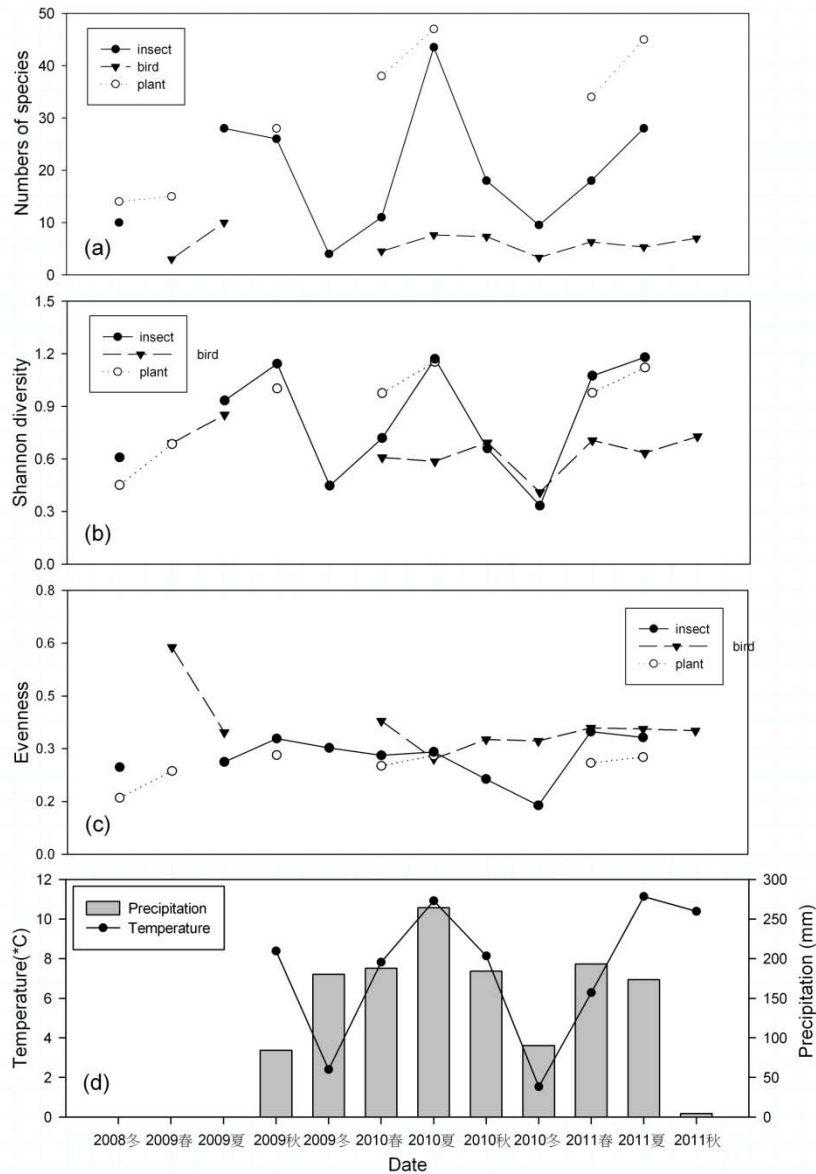 50
40
30
20
10
0
Numbers of species
insect
bird
plant
(a)
1.5
1.2
0.9
0.6
0.3
0.0
Shannon diversity
insect
bird
plant
(b)
0.8
0.6
0.5
0.3
0.2
0.0
Evenness
insect
bird
plant
(c)
12
10
8
6
4
2
0
Temperature(*C)
Precipitation
Temperature
(d)
300
250
200
150
100
50
0
Precipitation (mm)
2008冬 2009春 2009夏 2009秋 2009冬 2010春 2010夏 2010秋 2010冬 2011春 2011夏 2011秋
Date